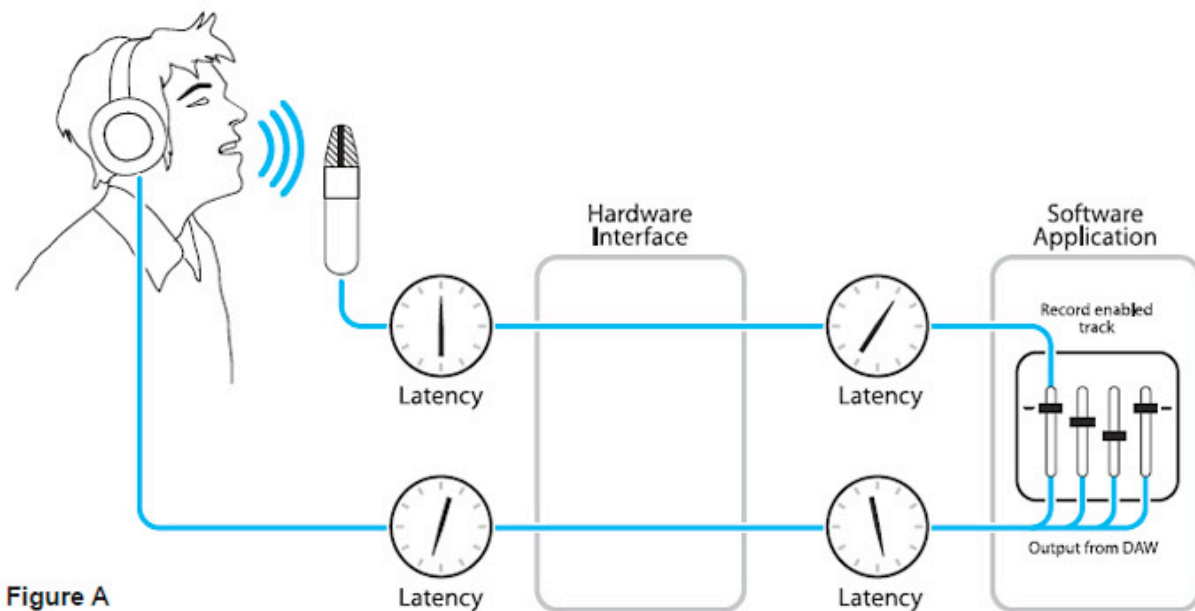 Hardware
Interface
Software
Application
Record enabled
track
Latency
Latency
Latency
Latency
Output from DAW
Figure A